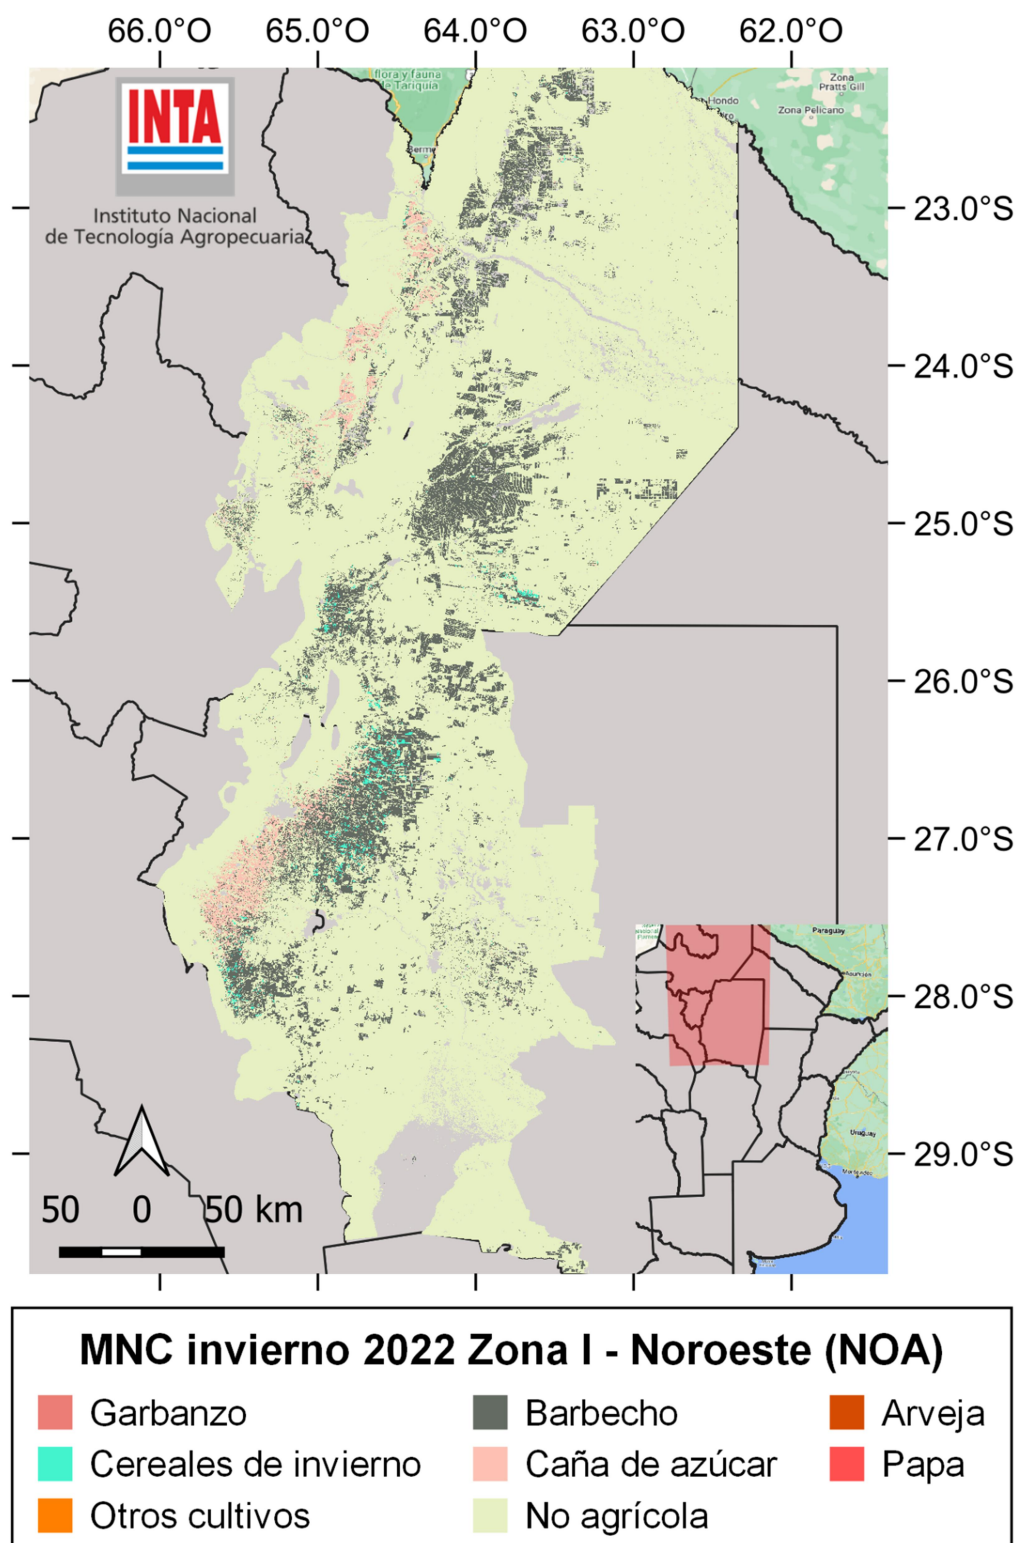 66.0°O 65.0°O 64.0°O 63.0°O 62.0°O
flora y fauna
de Tariquía
Zona
Pratts Gill
Hondo
Zona Pelicano
INTA
Instituto Nacional
de Tecnología Agropecuaria
23.0°S
24.0°S
25.0°S
26.0°S
27.0°S
28.0°S
29.0°S
Paraguay
Uruguay
Montevideo
50 0 50 km
MNC invierno 2022 Zona I - Noroeste (NOA)
Garbanzo Barbecho Arveja
Cereales de invierno Caña de azúcar Papa
Otros cultivos No agrícola